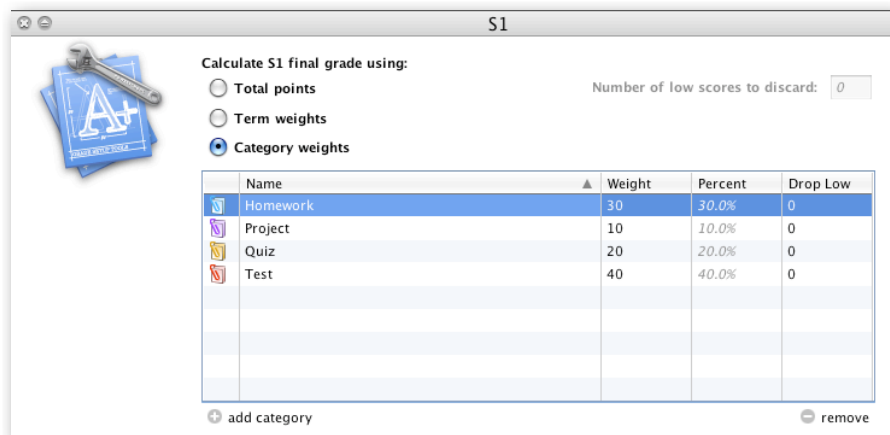 S1
Calculate S1 final grade using:
Total points
Number of low scores to discard: 0
Term weights
Category weights
Name Weight Percent Drop Low
Homework 30 30.0% 0
Project 10 10.0% 0
Quiz 20 20.0% 0
Test 40 40.0% 0
add category
remove
A+